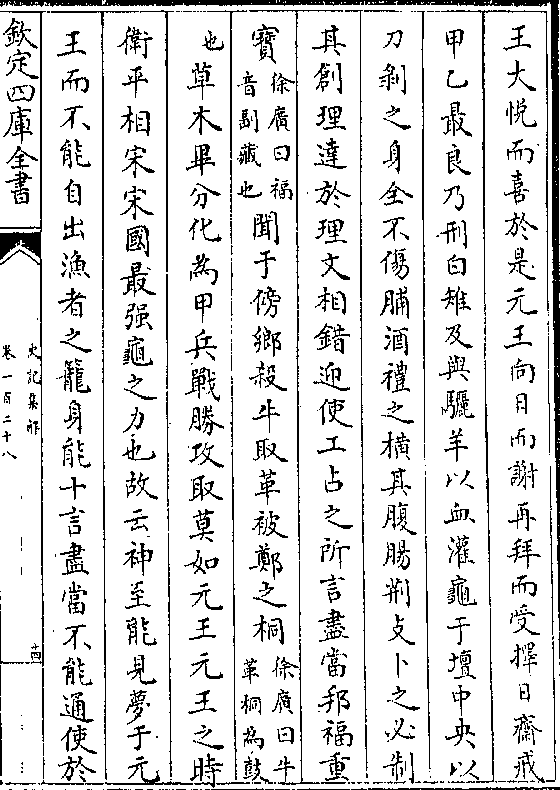 王大悅而喜於是元王向日而謝再拜而受擇日齋戒
甲乙最良乃刑白雉及與驪羊以血灌龜于壇中央以
刀剝之身全不傷脯酒禮之横其腹腸荆支卜之必制
其創理達於理文相錯迎使工占之所言盡當邦福重
寳徐廣曰福音副藏也聞于傍鄉殺牛取革被鄭之桐徐廣曰牛革桐為鼓
也草木畢分化為甲兵戰勝攻取莫如元王元王之時
衛平相宋宋國最强龜之力也故云神至能見夢于元
王而不能自出漁者之籠身能十言盡當不能通使於
欽定四庫全書
史記集解
卷一百二十八
十四